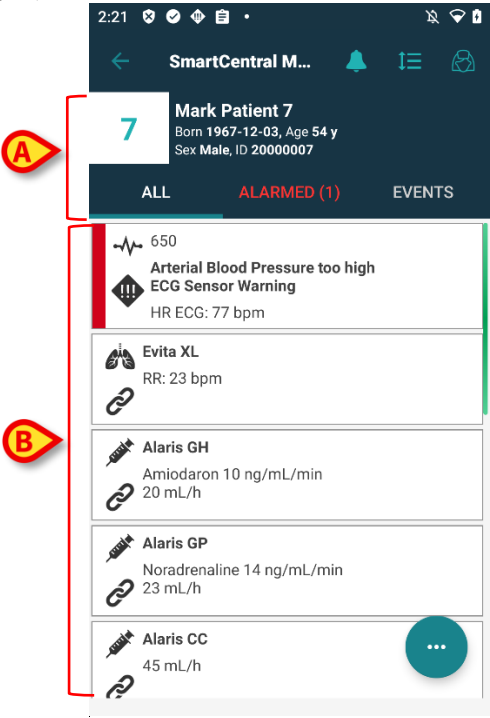 2:21
SmartCentral M...
A
7
Mark Patient 7
Born 1967-12-03, Age 54 y
Sex Male, ID 20000007
ALL ALARMED (1) EVENTS
B
650
!!!
Arterial Blood Pressure too high
ECG Sensor Warning
HR ECG: 77 bpm
Evita XL
RR: 23 bpm
Alaris GH
Amiodaron 10 ng/mL/min
20 mL/h
Alaris GP
Noradrenaline 14 ng/mL/min
23 mL/h
Alaris CC
45 mL/h